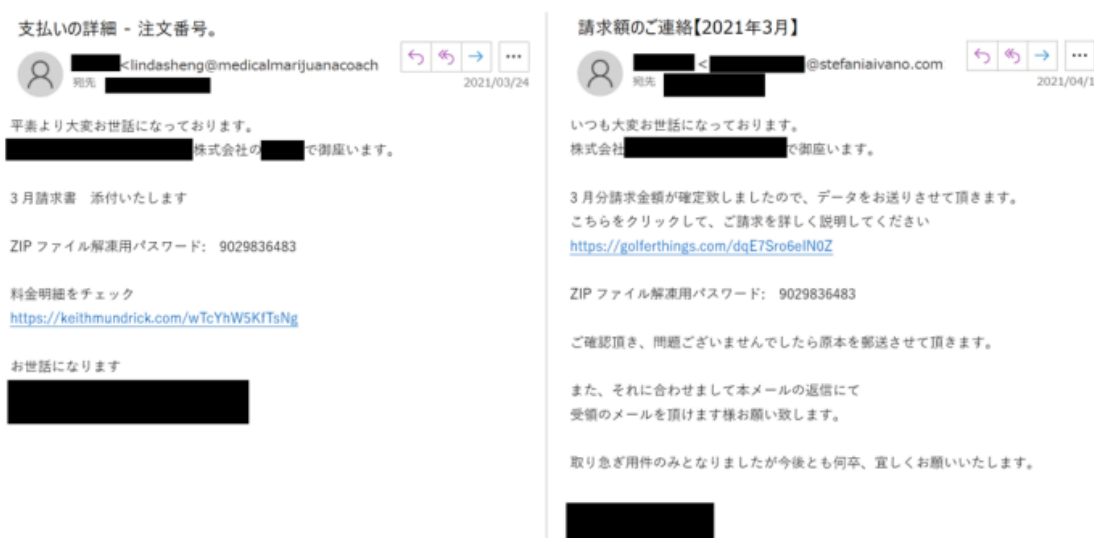 支払いの詳細 - 注文番号。
<lindasheng@medicalmarijuanacoach
宛先
2021/03/24
平素より大変お世話になっております。
株式会社の で御座います。
3月請求書 添付いたします
ZIP ファイル解凍用パスワード: 9029836483
料金明細をチェック
https://keithmundrick.com/wTcYhW5KfTsNg
お世話になります
請求額のご連絡【2021年3月】
< @stefaniaivano.com
宛先
2021/04/1
いつも大変お世話になっております。
株式会社 で御座います。
3月分請求金額が確定致しましたので、データをお送りさせて頂きます。
こちらをクリックして、ご請求を詳しく説明してください
https://golferthings.com/dqE7Sro6elN0Z
ZIP ファイル解凍用パスワード: 9029836483
ご確認頂き、問題ございませんでしたら原本を郵送させて頂きます。
また、それに合わせまして本メールの返信にて
受領のメールを頂けます様お願い致します。
取り急ぎ用件のみとなりましたが今後とも何卒、宜しくお願いいたします。